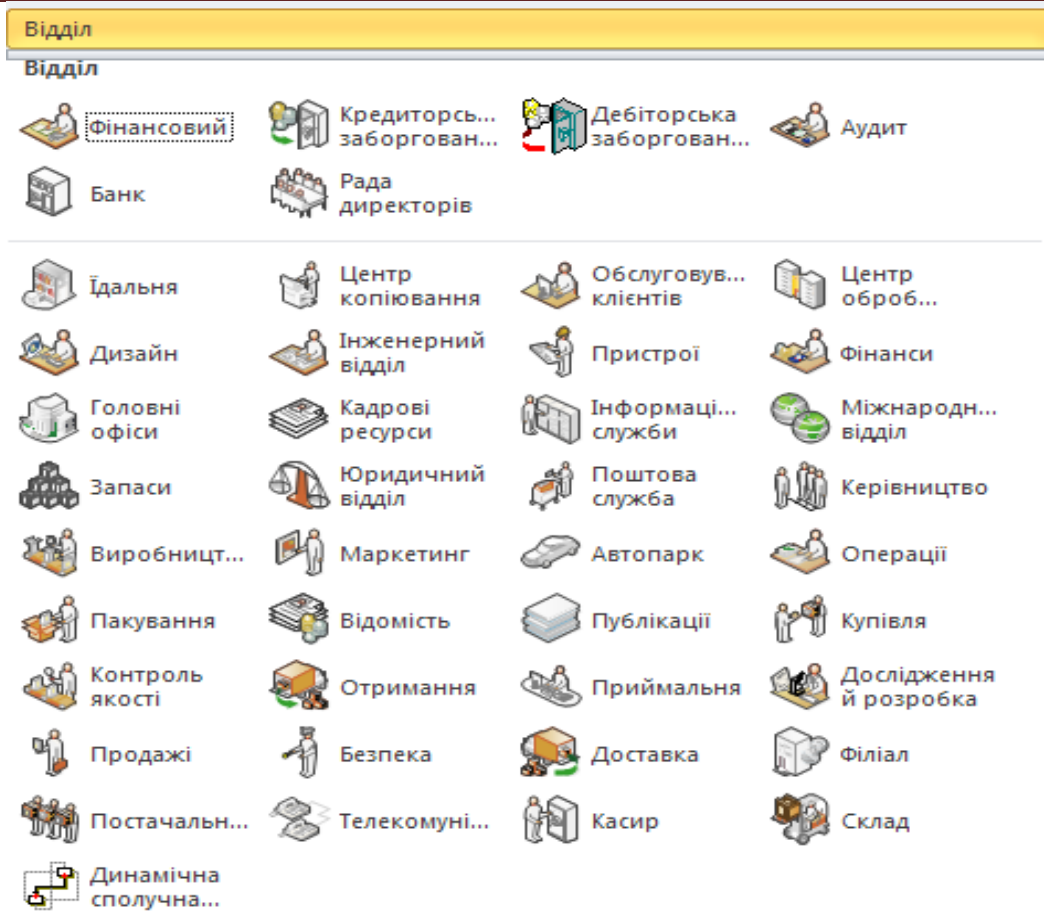 Відділ
Відділ
Фінансовий
Кредиторсь...
заборгован...
Дебіторська
заборгован...
Аудит
Банк
Рада
директорів
Їдальня
Центр
копіювання
Обслуговув...
клієнтів
Центр
оброб...
Дизайн
Інженерний
відділ
Пристрої
Фінанси
Головні
офіси
Кадрові
ресурси
Інформаці...
служби
Міжнародн...
відділ
Запаси
Юридичний
відділ
Поштова
служба
Керівництво
Виробницт...
Маркетинг
Автопарк
Операції
Пакування
Відомість
Публікації
Купівля
Контроль
якості
Отримання
Приймальня
Дослідження
й розробка
Продажі
Безпека
Доставка
Філіал
Постачальн...
Телекомуні...
Касир
Склад
Динамічна
сполучна...